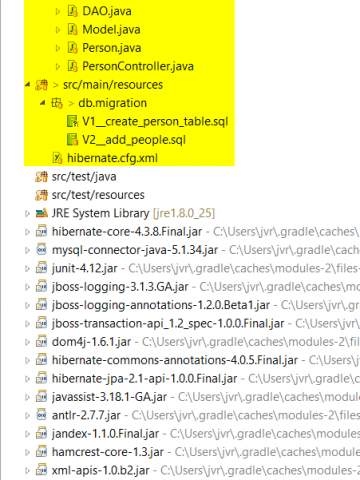 DAO.java
Model.java
Person.java
PersonController.java
> src/main/resources
> db.migration
V1__create_person_table.sql
V2__add_people.sql
hibernate.cfg.xml
src/test/java
src/test/resources
JRE System Library [jre1.8.0_25]
hibernate-core-4.3.8.Final.jar - C:\Users\jvr\.gradle\caches
mysql-connector-java-5.1.34.jar - C:\Users\jvr\.gradle\cach
junit-4.12.jar - C:\Users\jvr\.gradle\caches\modules-2\files-
jboss-logging-3.1.3.GA.jar - C:\Users\jvr\.gradle\caches\mo
jboss-logging-annotations-1.2.0.Beta1.jar - C:\Users\jvr\.gr
jboss-transaction-api_1.2_spec-1.0.0.Final.jar - C:\Users\jvr
dom4j-1.6.1.jar - C:\Users\jvr\.gradle\caches\modules-2\fil
hibernate-commons-annotations-4.0.5.Final.jar - C:\Users\
hibernate-jpa-2.1-api-1.0.0.Final.jar - C:\Users\jvr\.gradle\c
javassist-3.18.1-GA.jar - C:\Users\jvr\.gradle\caches\modul
antlr-2.7.7.jar - C:\Users\jvr\.gradle\caches\modules-2\files
jandex-1.1.0.Final.jar - C:\Users\jvr\.gradle\caches\module
hamcrest-core-1.3.jar - C:\Users\jvr\.gradle\caches\module
xml-apis-1.0.b2.jar - C:\Users\jvr\.gradle\caches\modules-2